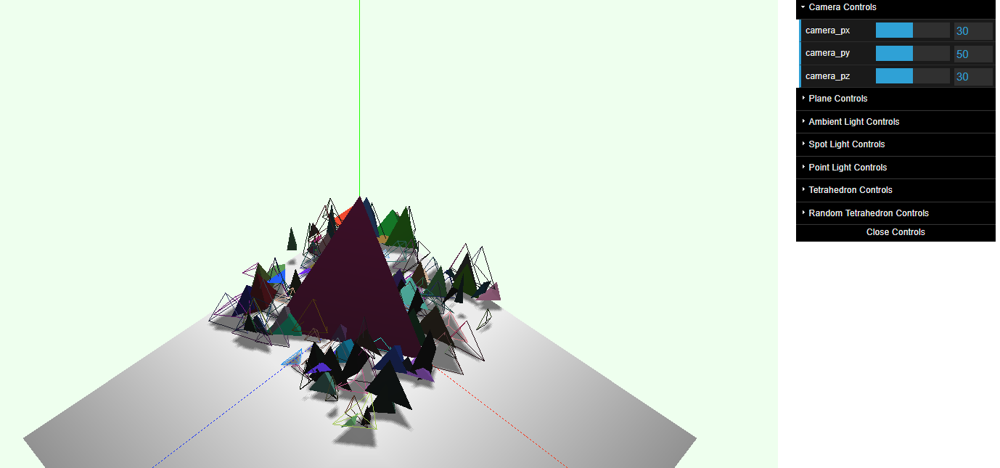 Camera Controls
camera_px 30
camera_py 50
camera_pz 30
Plane Controls
Ambient Light Controls
Spot Light Controls
Point Light Controls
Tetrahedron Controls
Random Tetrahedron Controls
Close Controls